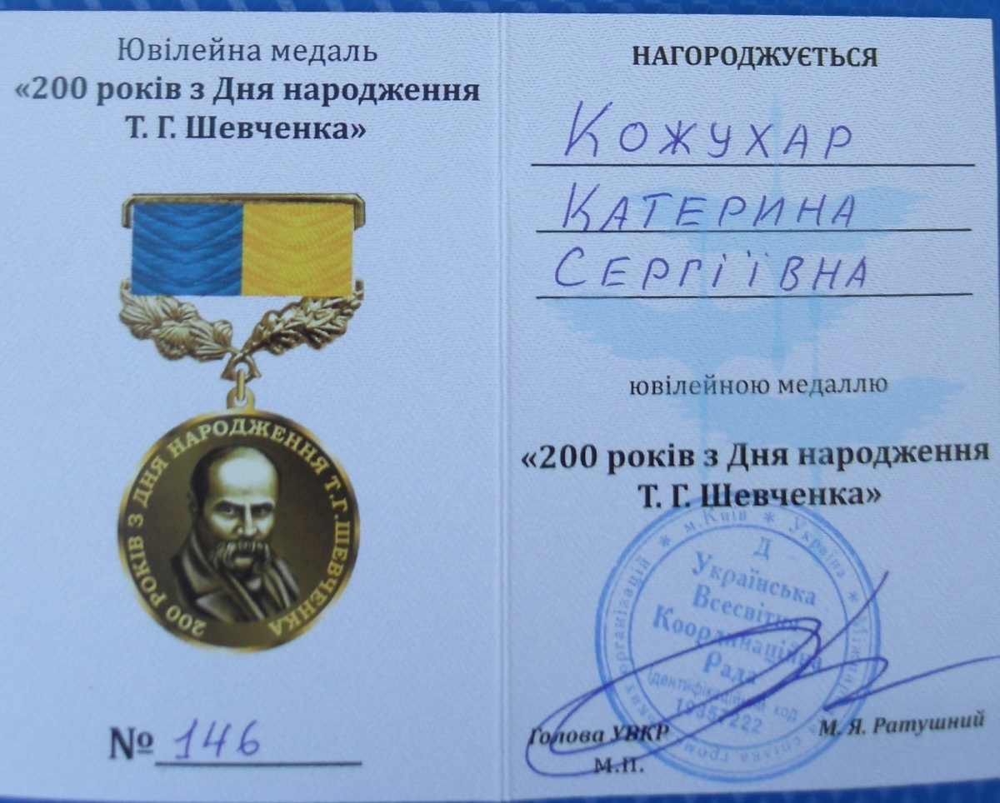 Ювілейна медаль
«200 років з Дня народження
Т. Г. Шевченка»
200 РОКІВ З ДНЯ НАРОДЖЕННЯ Т.Г.ШЕВЧЕНКА
№ 146
НАГОРОДЖУЄТЬСЯ
КОЖУХАР
КАТЕРИНА
СЕРГІЇВНА
ювілейною медаллю
«200 років з Дня народження
Т. Г. Шевченка»
* м.Київ * Україна *
організацій
Д
Українська
Всесвітня
Координаційна
Рада
Ідентифікаційний код
19357222
Голова УВКР
М. Я. Ратушний
М.П.